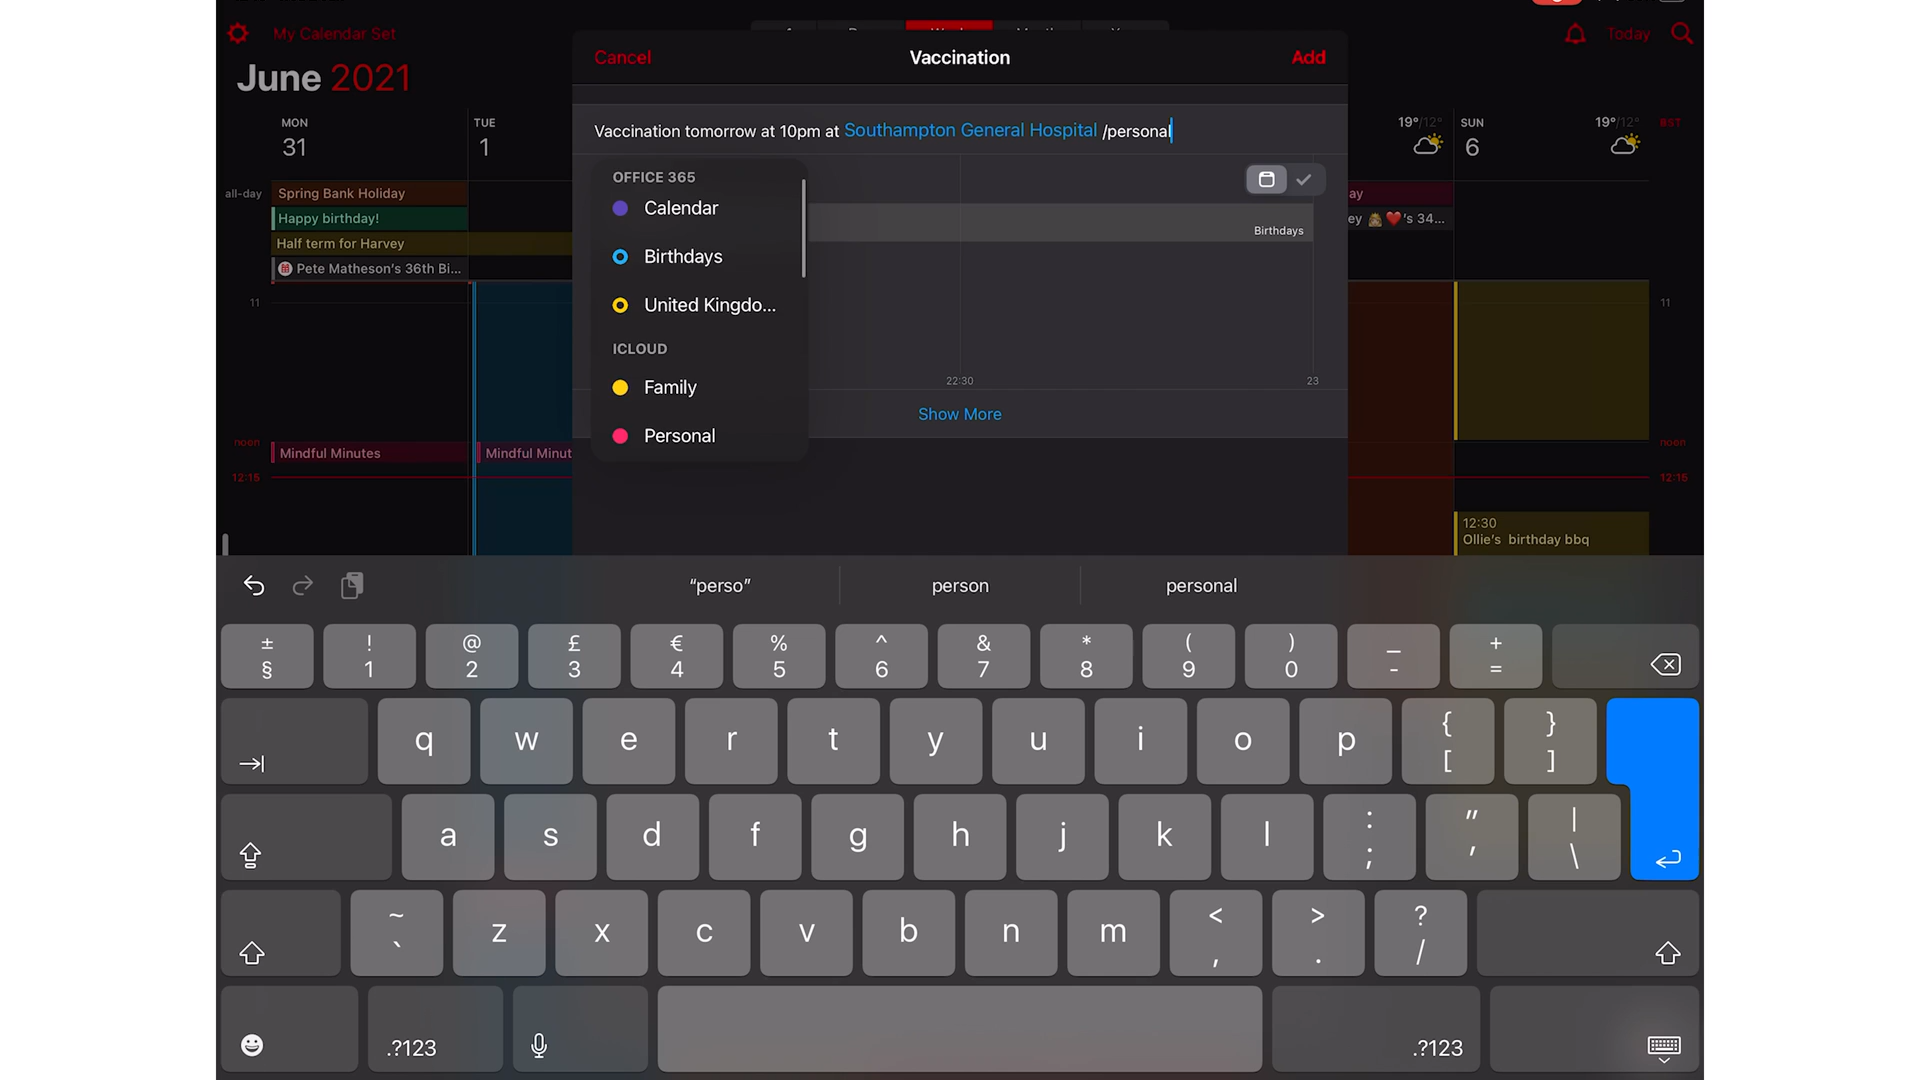 My Calendar Set
Today
Cancel
Vaccination
Add
June 2021
MON
31
TUE
1
19°/12°
SUN
6
19°/12°
BST
Vaccination tomorrow at 10pm at Southampton General Hospital /personal
OFFICE 365
Calendar
Birthdays
United Kingdo...
ICLOUD
Family
Personal
Birthdays
22:30
23
Show More
all-day
Spring Bank Holiday
Happy birthday!
Half term for Harvey
Pete Matheson's 36th Bi...
ay
ey 👩🏼❤️'s 34...
11
11
noon
Mindful Minutes
Mindful Minut
noon
12:15
12:15
12:30
Ollie's birthday bbq
“perso”
person
personal
± ! @ £ € % ^ & * ( ) _ +
§ 1 2 3 4 5 6 7 8 9 0 - =
q w e r t y u i o p { }
[ ]
a s d f g h j k l : " |
; ' \
~ z x c v b n m < > ?
` , . /
.?123
.?123